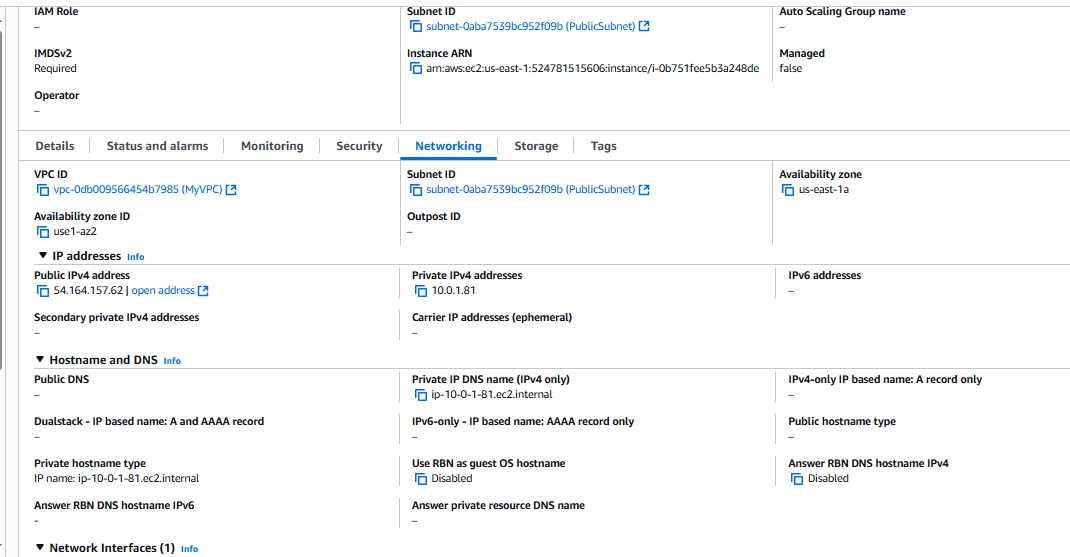 IAM Role
–
Subnet ID
subnet-0aba7539bc952f09b (PublicSubnet)
Auto Scaling Group name
–
IMDSv2
Required
Instance ARN
arn:aws:ec2:us-east-1:524781515606:instance/i-0b751fee5b3a248de
Managed
false
Operator
–
Details
Status and alarms
Monitoring
Security
Networking
Storage
Tags
VPC ID
vpc-0db009566454b7985 (MyVPC)
Subnet ID
subnet-0aba7539bc952f09b (PublicSubnet)
Availability zone
us-east-1a
Availability zone ID
use1-az2
Outpost ID
–
IP addresses Info
Public IPv4 address
54.164.157.62 | open address
Private IPv4 addresses
10.0.1.81
IPv6 addresses
–
Secondary private IPv4 addresses
–
Carrier IP addresses (ephemeral)
–
Hostname and DNS Info
Public DNS
–
Private IP DNS name (IPv4 only)
ip-10-0-1-81.ec2.internal
IPv4-only IP based name: A record only
–
Dualstack - IP based name: A and AAAA record
–
IPv6-only - IP based name: AAAA record only
–
Public hostname type
–
Private hostname type
IP name: ip-10-0-1-81.ec2.internal
Use RBN as guest OS hostname
Disabled
Answer RBN DNS hostname IPv4
Disabled
Answer RBN DNS hostname IPv6
-
Answer private resource DNS name
–
Network Interfaces (1) Info